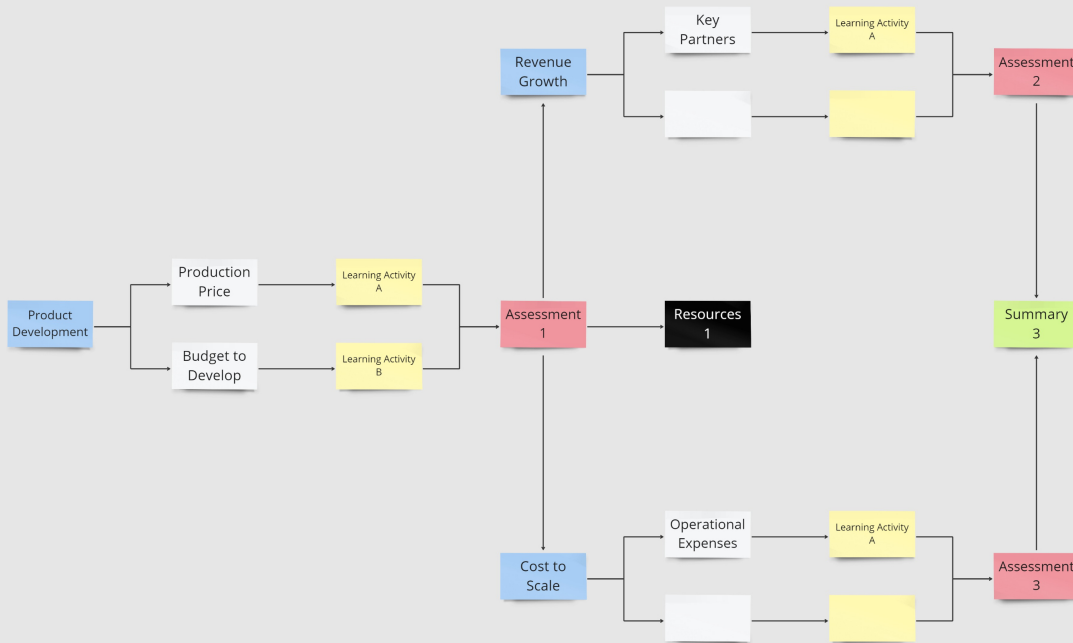 Key
Partners
Learning Activity
A
Revenue
Growth
Assessment
2
Production
Price
Learning Activity
A
Product
Development
Assessment
1
Resources
1
Summary
3
Budget to
Develop
Learning Activity
B
Operational
Expenses
Learning Activity
A
Cost to
Scale
Assessment
3